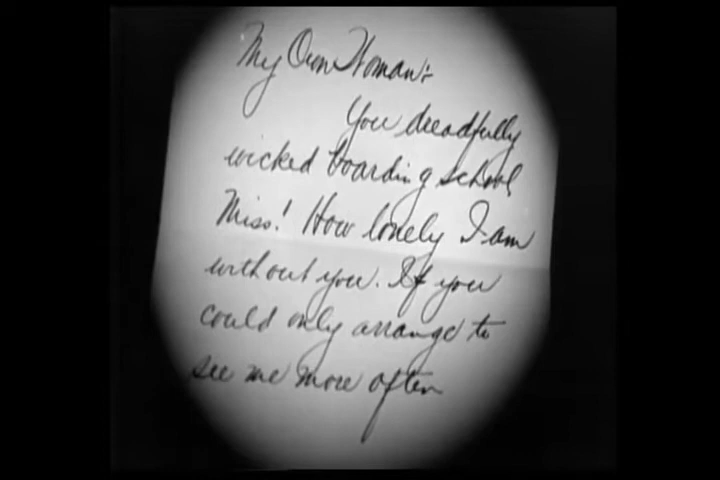 My Own Woman:
You dreadfully
wicked boarding school
Miss! How lonely I am
without you. If you
could only arrange to
see me more often